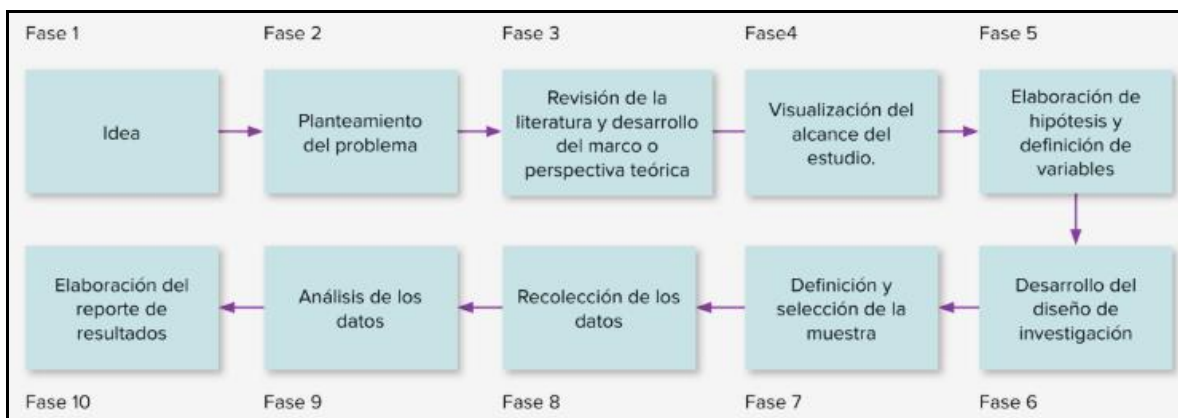 Fase 1
Fase 2
Fase 3
Fase4
Fase 5
Idea
Planteamiento
del problema
Revisión de la
literatura y desarrollo
del marco o
perspectiva teórica
Visualización del
alcance del
estudio.
Elaboración de
hipótesis y
definición de
variables
Desarrollo del
diseño de
investigación
Definición y
selección de la
muestra
Recolección de los
datos
Análisis de los
datos
Elaboración del
reporte de
resultados
Fase 10
Fase 9
Fase 8
Fase 7
Fase 6